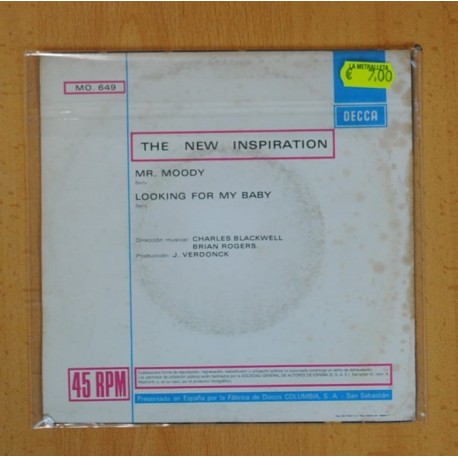 MO. 649
LA METRALLETA
€ 7,00
DECCA
THE NEW INSPIRATION
MR. MOODY
LOOKING FOR MY BABY
Dirección musical: CHARLES BLACKWELL
BRIAN ROGERS
Producción: J. VERDONCK
45 RPM
Presentado en España por la Fábrica de Discos COLUMBIA, S. A. - San Sebastián